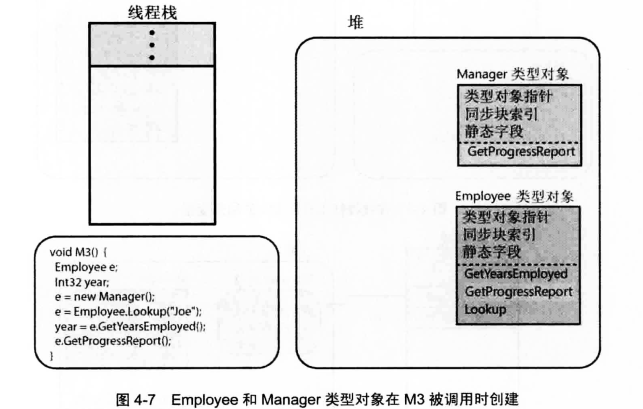 线程栈
堆
Manager 类型对象
类型对象指针
同步块索引
静态字段
GetProgressReport
Employee 类型对象
类型对象指针
同步块索引
静态字段
GetYearsEmployed
GetProgressReport
Lookup
void M3() {
Employee e;
Int32 year;
e = new Manager();
e = Employee.Lookup("Joe");
year = e.GetYearsEmployed();
e.GetProgressReport();
}
图 4-7 Employee 和 Manager 类型对象在 M3 被调用时创建